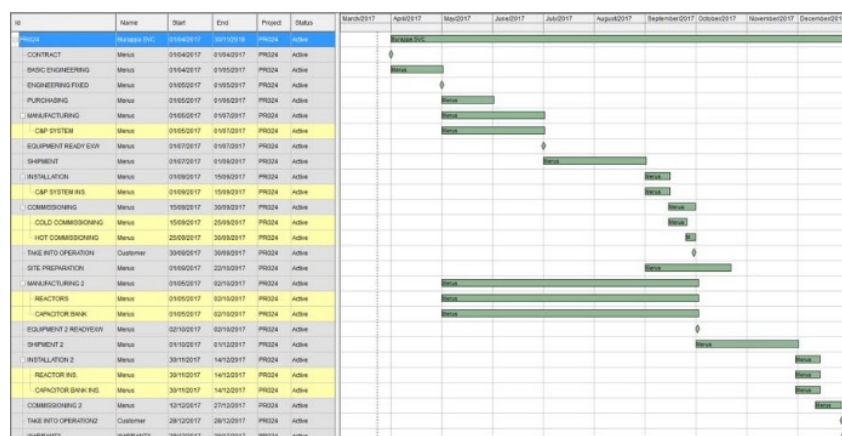 Id Name Start End Project Status March/2017 April/2017 May/2017 June/2017 July/2017 August/2017 September/2017 October/2017 November/2017 December/201
PR024 SVC 01/04/2017 PR024 Active SVC
CONTRACT Merus 01/04/2017 01/04/2017 PR024 Active
BASIC ENGINEERING Merus 01/04/2017 01/05/2017 PR024 Active Merus
ENGINEERING FIXED Merus 01/05/2017 01/05/2017 PR024 Active
PURCHASING Merus 01/05/2017 01/06/2017 PR024 Active Merus
MANUFACTURING Merus 01/05/2017 01/07/2017 PR024 Active Merus
C&P SYSTEM Merus 01/05/2017 01/07/2017 PR024 Active Merus
EQUIPMENT READY EXW Merus 01/07/2017 01/07/2017 PR024 Active
SHIPMENT Merus 01/07/2017 01/09/2017 PR024 Active Merus
INSTALLATION Merus 01/09/2017 15/09/2017 PR024 Active Merus
C&P SYSTEM INS. Merus 01/09/2017 15/09/2017 PR024 Active Merus
COMMISSIONING Merus 15/09/2017 30/09/2017 PR024 Active Merus
COLD COMMISSIONING Merus 15/09/2017 25/09/2017 PR024 Active Merus
HOT COMMISSIONING Merus 25/09/2017 30/09/2017 PR024 Active M
TAKE INTO OPERATION Customer 30/09/2017 30/09/2017 PR024 Active
SITE PREPARATION Merus 01/09/2017 22/10/2017 PR024 Active Merus
MANUFACTURING 2 Merus 01/05/2017 02/10/2017 PR024 Active Merus
REACTORS Merus 01/05/2017 02/10/2017 PR024 Active Merus
CAPACITOR BANK Merus 01/05/2017 02/10/2017 PR024 Active Merus
EQUIPMENT 2 READYEXW Merus 02/10/2017 02/10/2017 PR024 Active
SHIPMENT 2 Merus 01/10/2017 01/12/2017 PR024 Active Merus
INSTALLATION 2 Merus 30/11/2017 14/12/2017 PR024 Active Merus
REACTOR INS. Merus 30/11/2017 14/12/2017 PR024 Active Merus
CAPACITOR BANK INS. Merus 30/11/2017 14/12/2017 PR024 Active Merus
COMMISSIONING 2 Merus 12/12/2017 27/12/2017 PR024 Active Merus
TAKE INTO OPERATION2 Customer 28/12/2017 28/12/2017 PR024 Active